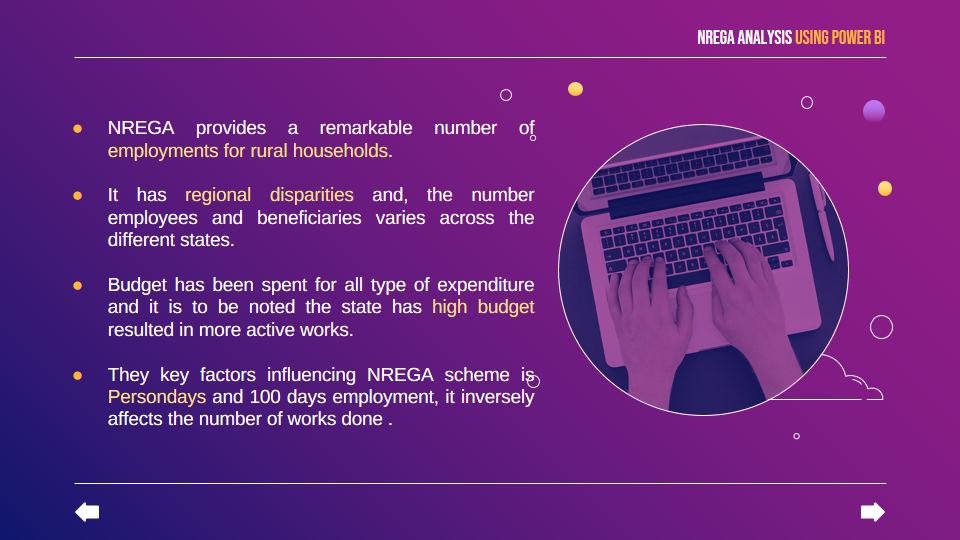 NREGA ANALYSIS USING POWER BI
NREGA provides a remarkable number of
employments for rural households.
It has regional disparities and, the number
employees and beneficiaries varies across the
different states.
Budget has been spent for all type of expenditure
and it is to be noted the state has high budget
resulted in more active works.
They key factors influencing NREGA scheme is
Persondays and 100 days employment, it inversely
affects the number of works done .